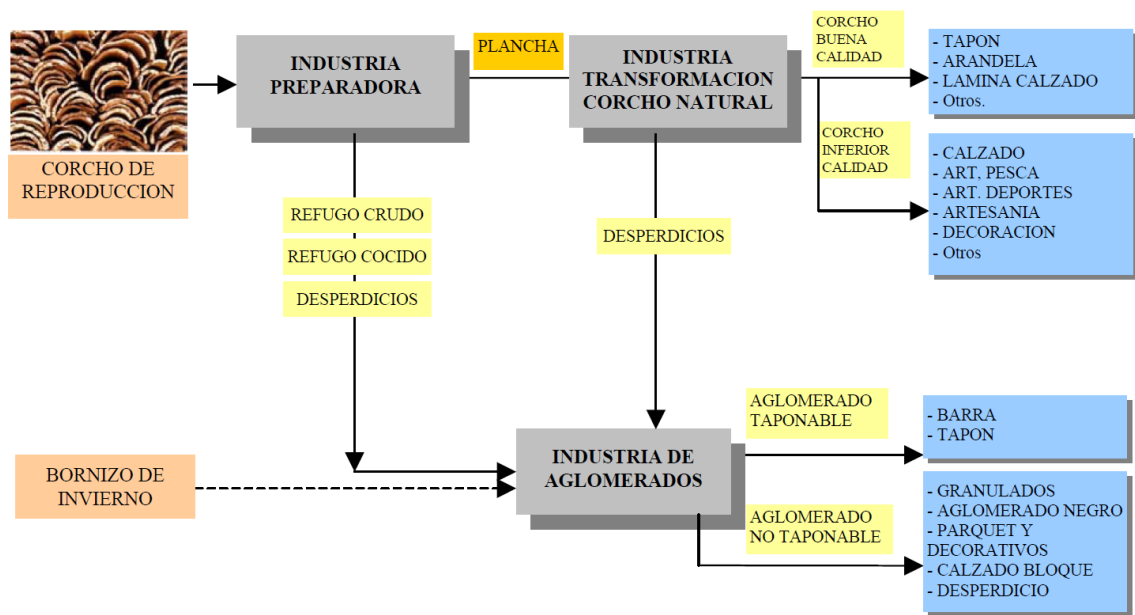 CORCHO DE
REPRODUCCION
INDUSTRIA
PREPARADORA
PLANCHA
INDUSTRIA
TRANSFORMACION
CORCHO NATURAL
CORCHO
BUENA
CALIDAD
- TAPON
- ARANDELA
- LAMINA CALZADO
- Otros.
CORCHO
INFERIOR
CALIDAD
- CALZADO
- ART. PESCA
- ART. DEPORTES
- ARTESANIA
- DECORACION
- Otros
REFUGO CRUDO
REFUGO COCIDO
DESPERDICIOS
DESPERDICIOS
BORNIZO DE
INVIERNO
INDUSTRIA DE
AGLOMERADOS
AGLOMERADO
TAPONABLE
- BARRA
- TAPON
AGLOMERADO
NO TAPONABLE
- GRANULADOS
- AGLOMERADO NEGRO
- PARQUET Y
DECORATIVOS
- CALZADO BLOQUE
- DESPERDICIO